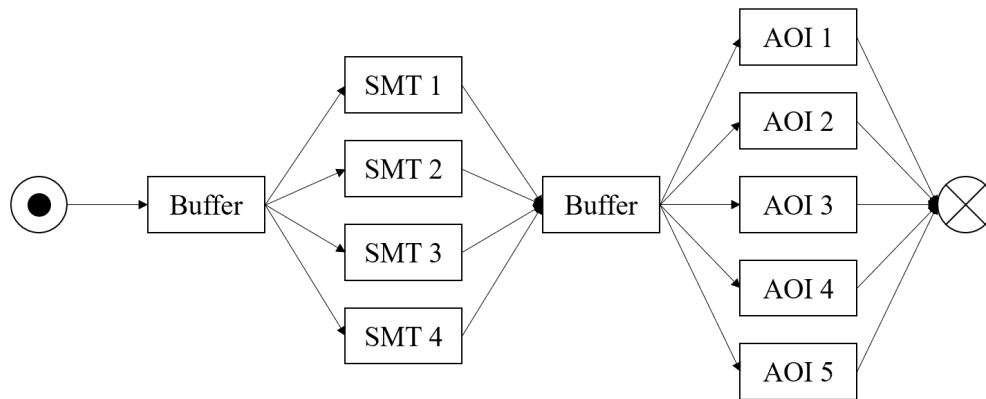 Buffer
SMT 1
SMT 2
SMT 3
SMT 4
Buffer
AOI 1
AOI 2
AOI 3
AOI 4
AOI 5